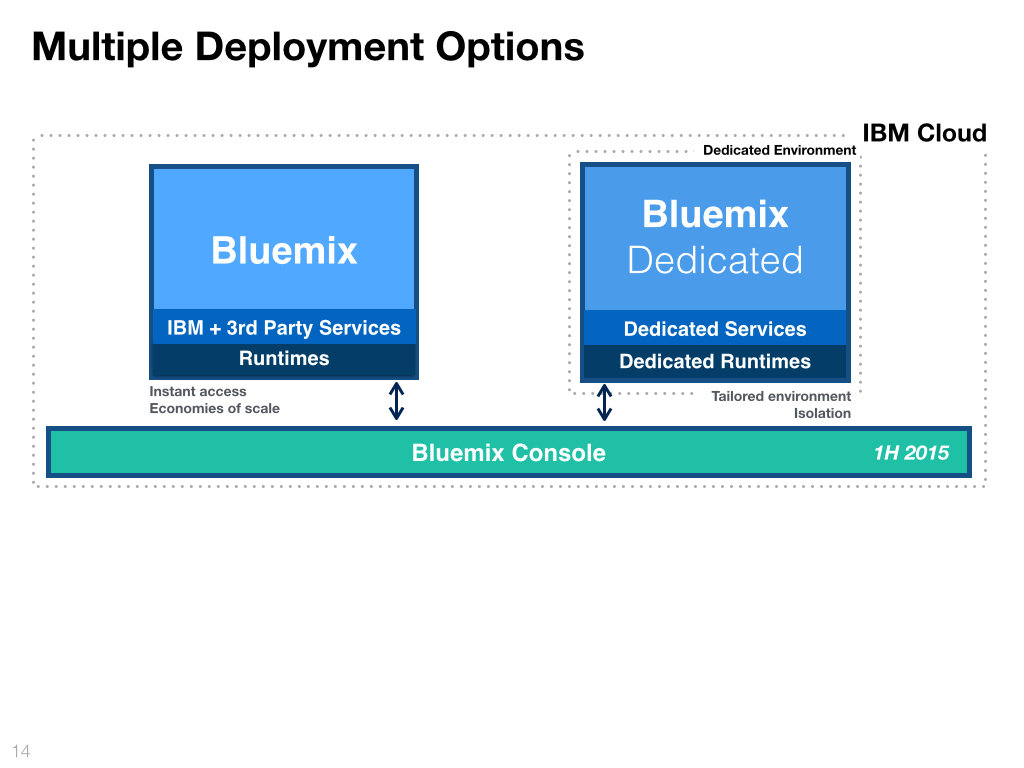 Multiple Deployment Options
IBM Cloud
Dedicated Environment
Bluemix
IBM + 3rd Party Services
Runtimes
Instant access
Economies of scale
Bluemix
Dedicated
Dedicated Services
Dedicated Runtimes
Tailored environment
Isolation
Bluemix Console
1H 2015
14